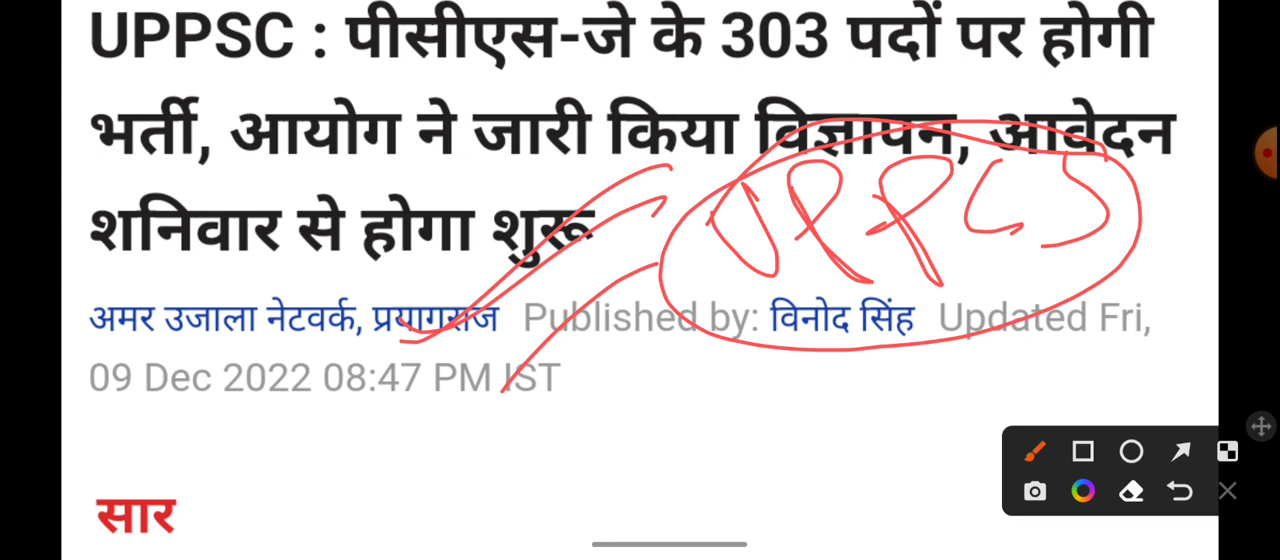 UPPSC : पीसीएस-जे के 303 पदों पर होगी
भर्ती, आयोग ने जारी किया विज्ञापन, आवेदन
शनिवार से होगा शुरू
UPPCS
अमर उजाला नेटवर्क, प्रयागराज Published by: विनोद सिंह Updated Fri,
09 Dec 2022 08:47 PM IST
सार